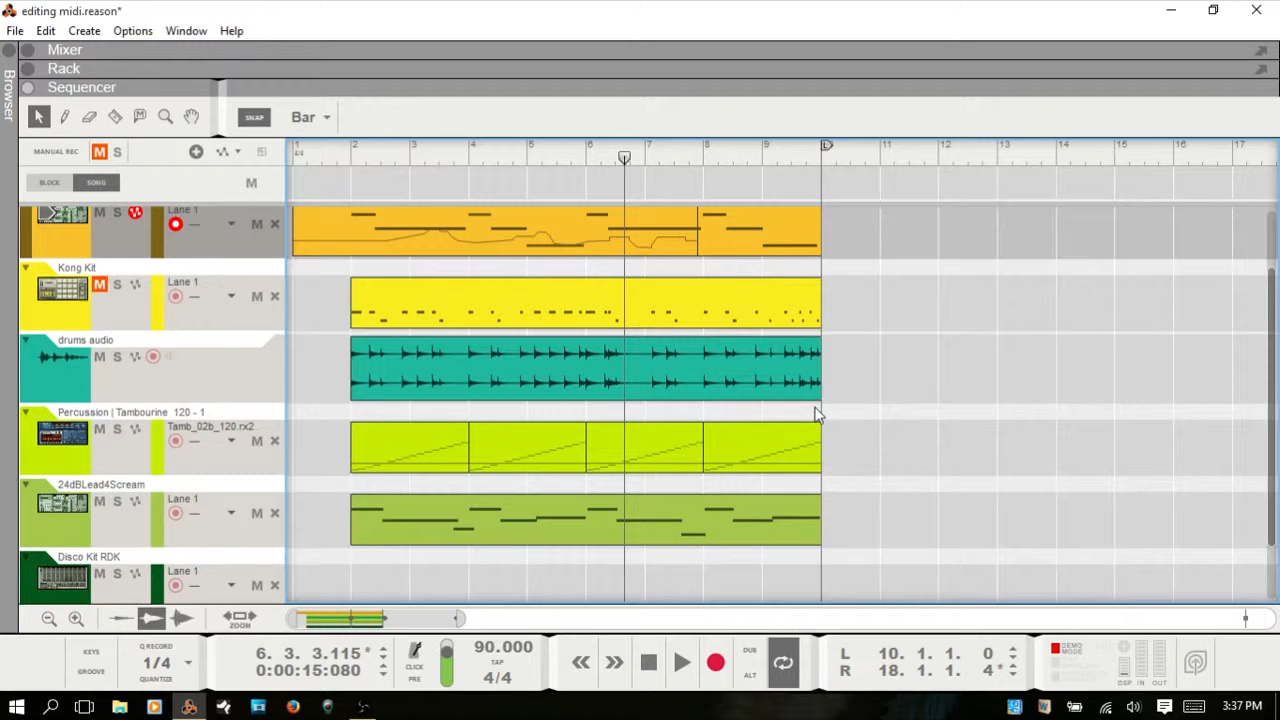 editing midi.reason*
File Edit Create Options Window Help
Mixer
Rack
Sequencer
Browser
SNAP Bar
MANUAL REC M S
1 2 3 4 5 6 7 8 9 L 11 12 13 14 15 16 17
4/4
BLOCK SONG M
M S Lane 1 M
Kong Kit
M S Lane 1 M
drums audio
M S
Percussion | Tambourine 120 - 1
M S Tamb_02b_120.rx2 M
24dBLead4Scream
M S Lane 1 M
Disco Kit RDK
M S Lane 1 M
ZOOM
KEYS
GROOVE
Q RECORD
1/4
QUANTIZE
6. 3. 3.115 *
0:00:15:080
CLICK
PRE
90.000
TAP
4/4
DUB
ALT
L 10. 1. 1. 0
R 18. 1. 1. 4*
DEMO
MODE
DSP IN OUT
3:37 PM